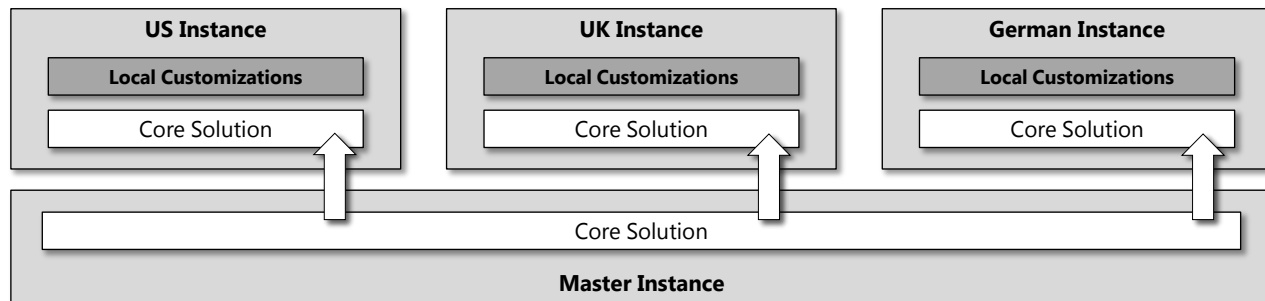 US Instance
Local Customizations
Core Solution
UK Instance
Local Customizations
Core Solution
German Instance
Local Customizations
Core Solution
Core Solution
Master Instance